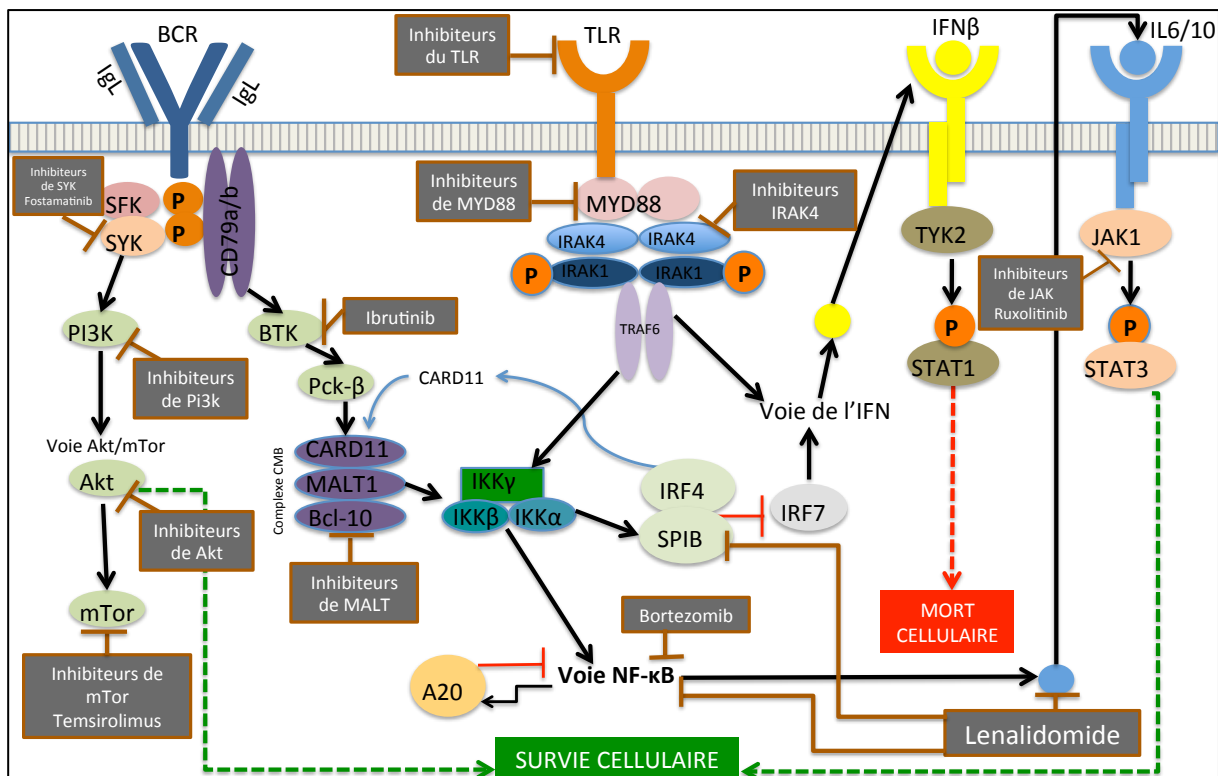 BCR
IgL
IgL
Inhibiteurs
du TLR
TLR
IFNβ
IL6/10
Inhibiteurs
de SYK
Fostamatinib
SFK
SYK
P
P
CD79a/b
Inhibiteurs
de MYD88
MYD88
Inhibiteurs
IRAK4
IRAK4
IRAK4
P
IRAK1
IRAK1
P
TRAF6
TYK2
P
STAT1
JAK1
Inhibiteurs
de JAK
Ruxolitinib
P
STAT3
PI3K
BTK
Ibrutinib
Inhibiteurs
de Pi3k
Pck-β
CARD11
Voie de l'IFN
Voie Akt/mTor
Akt
Inhibiteurs
de Akt
mTor
Inhibiteurs de
mTor
Temsirolimus
Complexe CMB
CARD11
MALT1
Bcl-10
Inhibiteurs
de MALT
IKKγ
IKKβ
IKKα
IRF4
SPIB
IRF7
MORT
CELLULAIRE
Bortezomib
A20
Voie NF-κB
Lenalidomide
SURVIE CELLULAIRE